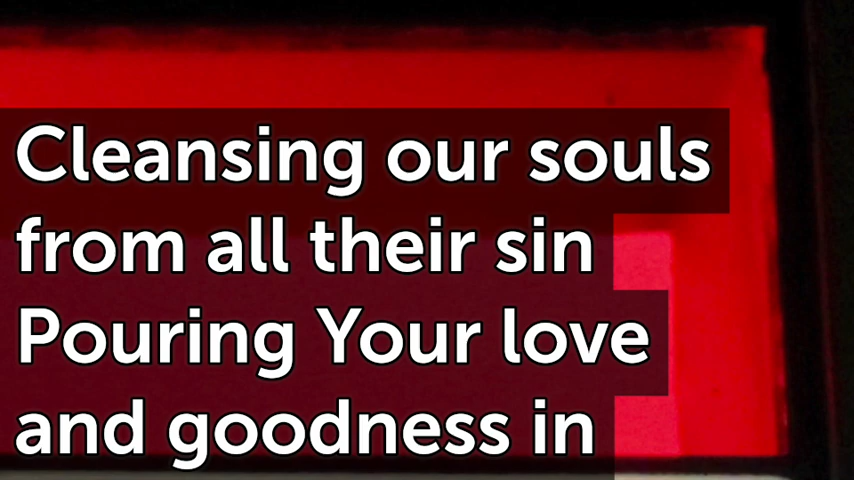 Cleansing our souls
from all their sin
Pouring Your love
and goodness in